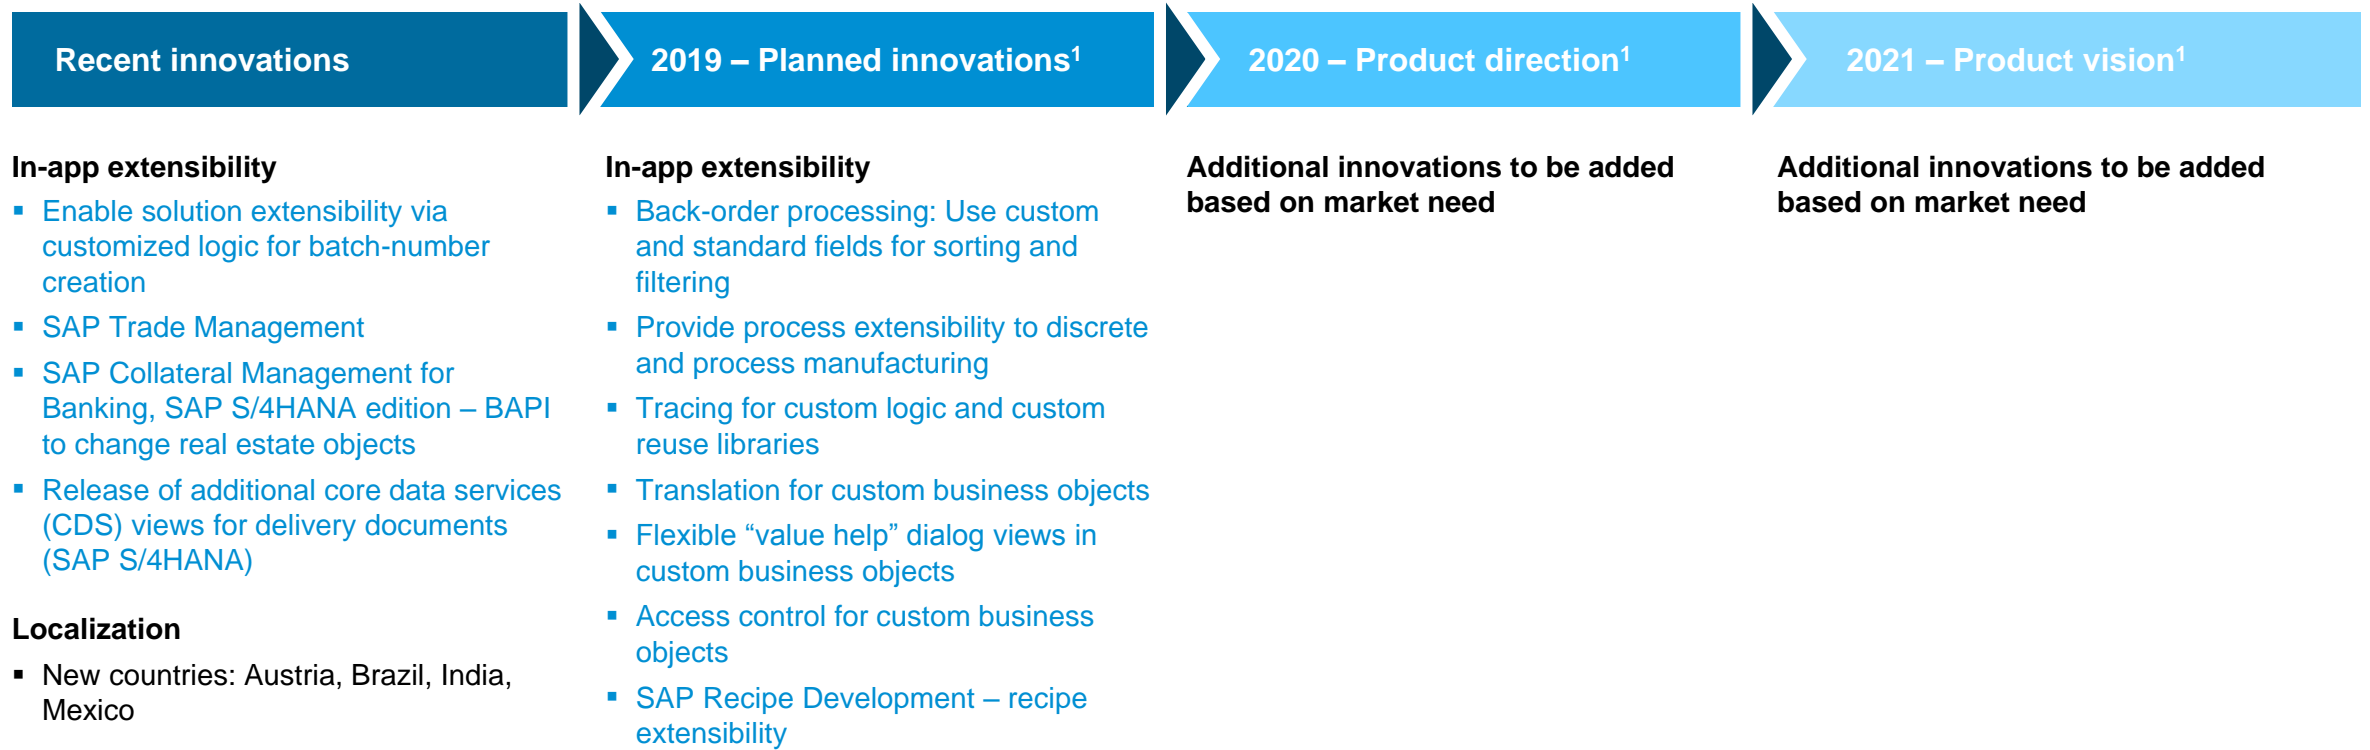 Recent innovations
2019 – Planned innovations¹
2020 – Product direction¹
2021 – Product vision¹
In-app extensibility
▪ Enable solution extensibility via
customized logic for batch-number
creation
▪ SAP Trade Management
▪ SAP Collateral Management for
Banking, SAP S/4HANA edition – BAPI
to change real estate objects
▪ Release of additional core data services
(CDS) views for delivery documents
(SAP S/4HANA)
Localization
▪ New countries: Austria, Brazil, India,
Mexico
In-app extensibility
▪ Back-order processing: Use custom
and standard fields for sorting and
filtering
▪ Provide process extensibility to discrete
and process manufacturing
▪ Tracing for custom logic and custom
reuse libraries
▪ Translation for custom business objects
▪ Flexible “value help” dialog views in
custom business objects
▪ Access control for custom business
objects
▪ SAP Recipe Development – recipe
extensibility
Additional innovations to be added
based on market need
Additional innovations to be added
based on market need